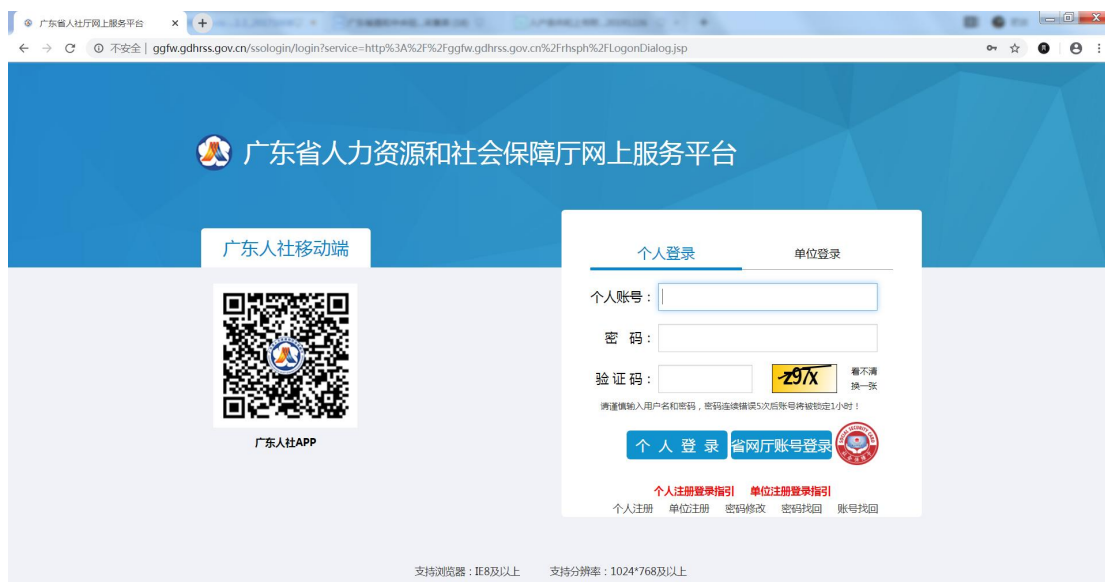 广东省人社厅网上服务平台
不安全 | ggfw.gdhrss.gov.cn/ssologin/login?service=http%3A%2F%2Fggfw.gdhrss.gov.cn%2Frhsph%2FLogonDialog.jsp
广东省人力资源和社会保障厅网上服务平台
广东人社移动端
广东人社APP
个人登录 单位登录
个人账号：
密 码：
验证码： z97x 看不清
换一张
请谨慎输入用户名和密码，密码连续错误5次后账号将被锁定1小时！
个 人 登 录 省网厅账号登录
个人注册登录指引 单位注册登录指引
个人注册 单位注册 密码修改 密码找回 账号找回
支持浏览器：IE8及以上 支持分辨率：1024*768及以上